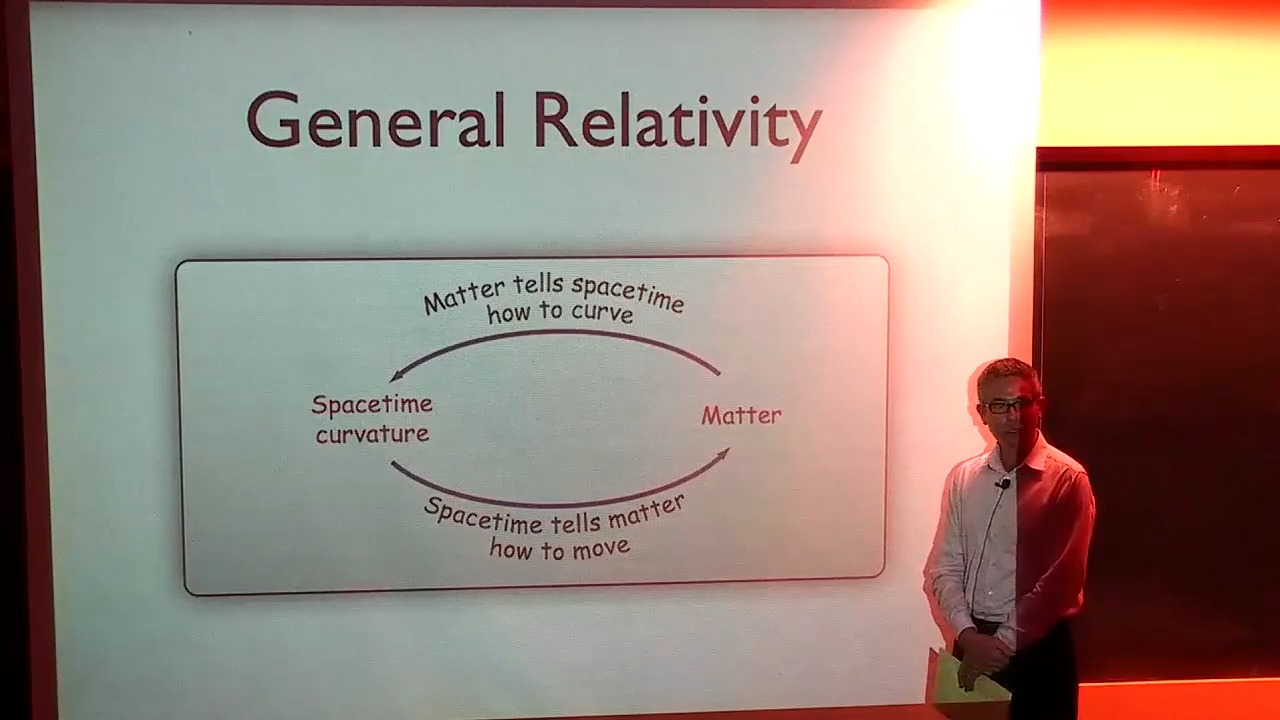 General Relativity
Matter tells spacetime
how to curve
Spacetime
curvature
Matter
Spacetime tells matter
how to move